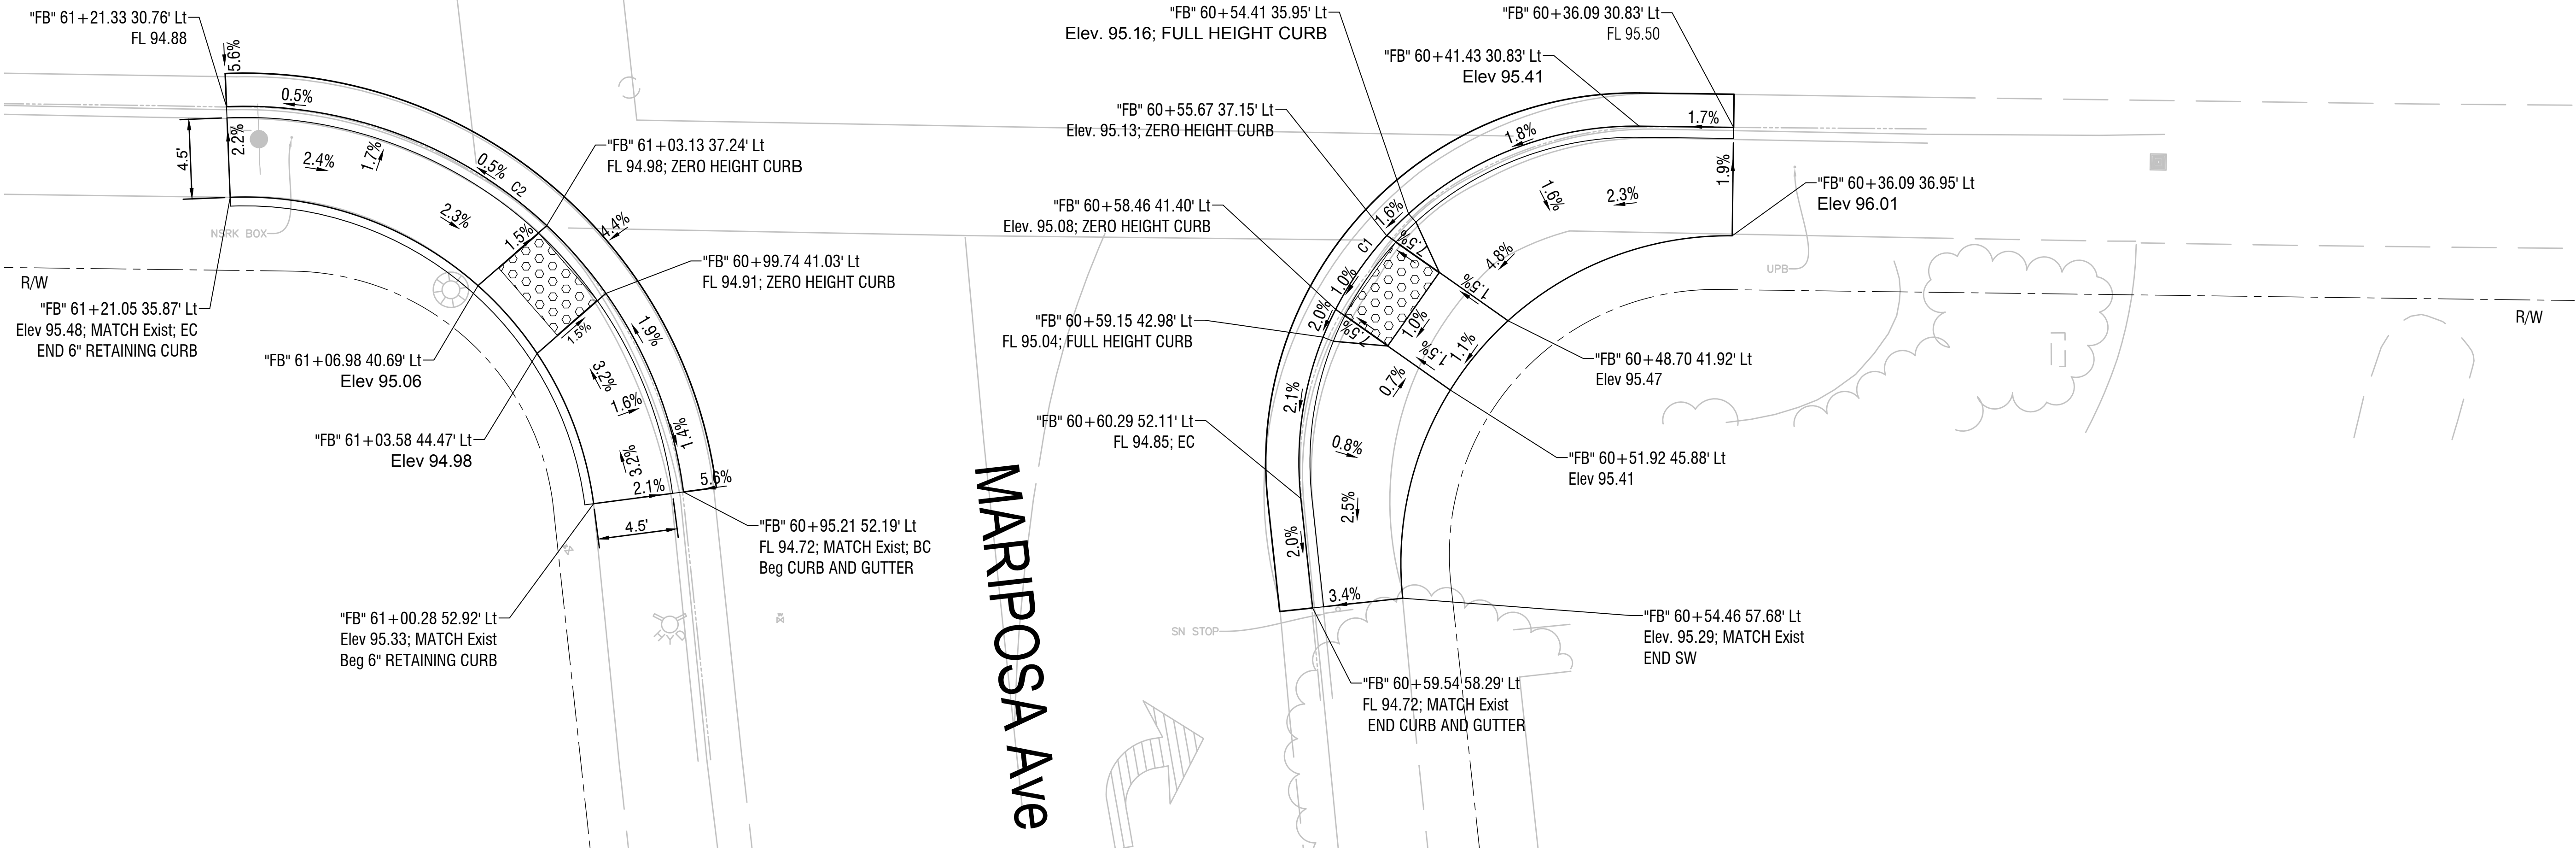 "FB" 61+21.33 30.76' Lt
FL 94.88
5.6%
0.5%
2.2%
4.5'
2.4%
1.7%
0.5%
C2
2.3%
NSRK BOX
R/W
"FB" 61+03.13 37.24' Lt
FL 94.98; ZERO HEIGHT CURB
4.4%
1.5%
"FB" 60+99.74 41.03' Lt
FL 94.91; ZERO HEIGHT CURB
"FB" 61+21.05 35.87' Lt
Elev 95.48; MATCH Exist; EC
END 6" RETAINING CURB
1.5%
1.9%
"FB" 61+06.98 40.69' Lt
Elev 95.06
3.2%
1.6%
1.4%
"FB" 61+03.58 44.47' Lt
Elev 94.98
3.2%
2.1%
5.6%
4.5'
"FB" 60+95.21 52.19' Lt
FL 94.72; MATCH Exist; BC
Beg CURB AND GUTTER
"FB" 61+00.28 52.92' Lt
Elev 95.33; MATCH Exist
Beg 6" RETAINING CURB
HYD
MARIPOSA Ave
"FB" 60+54.41 35.95' Lt
Elev. 95.16; FULL HEIGHT CURB
"FB" 60+36.09 30.83' Lt
FL 95.50
"FB" 60+41.43 30.83' Lt
Elev 95.41
"FB" 60+55.67 37.15' Lt
Elev. 95.13; ZERO HEIGHT CURB
1.8%
1.7%
1.9%
"FB" 60+36.09 36.95' Lt
Elev 96.01
1.6%
2.3%
"FB" 60+58.46 41.40' Lt
Elev. 95.08; ZERO HEIGHT CURB
1.6%
1.5%
C1
4.8%
UPB
1.0%
1.5%
R/W
"FB" 60+59.15 42.98' Lt
FL 95.04; FULL HEIGHT CURB
2.0%
1.5%
1.0%
1.5%
1.1%
"FB" 60+48.70 41.92' Lt
Elev 95.47
0.7%
2.1%
"FB" 60+60.29 52.11' Lt
FL 94.85; EC
0.8%
"FB" 60+51.92 45.88' Lt
Elev 95.41
2.5%
2.0%
3.4%
SN STOP
"FB" 60+54.46 57.68' Lt
Elev. 95.29; MATCH Exist
END SW
"FB" 60+59.54 58.29' Lt
FL 94.72; MATCH Exist
END CURB AND GUTTER